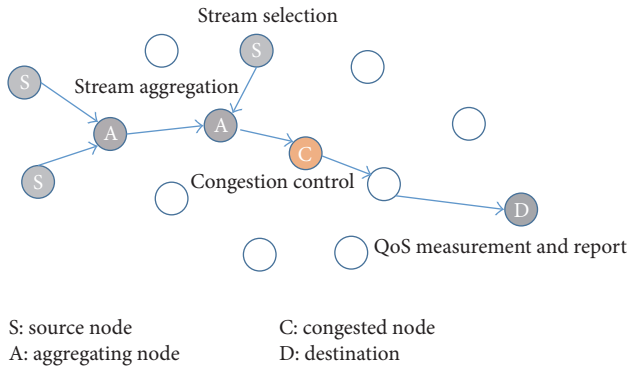 Stream selection
S
S
Stream aggregation
A
A
C
S
Congestion control
D
QoS measurement and report
S: source node
C: congested node
A: aggregating node
D: destination